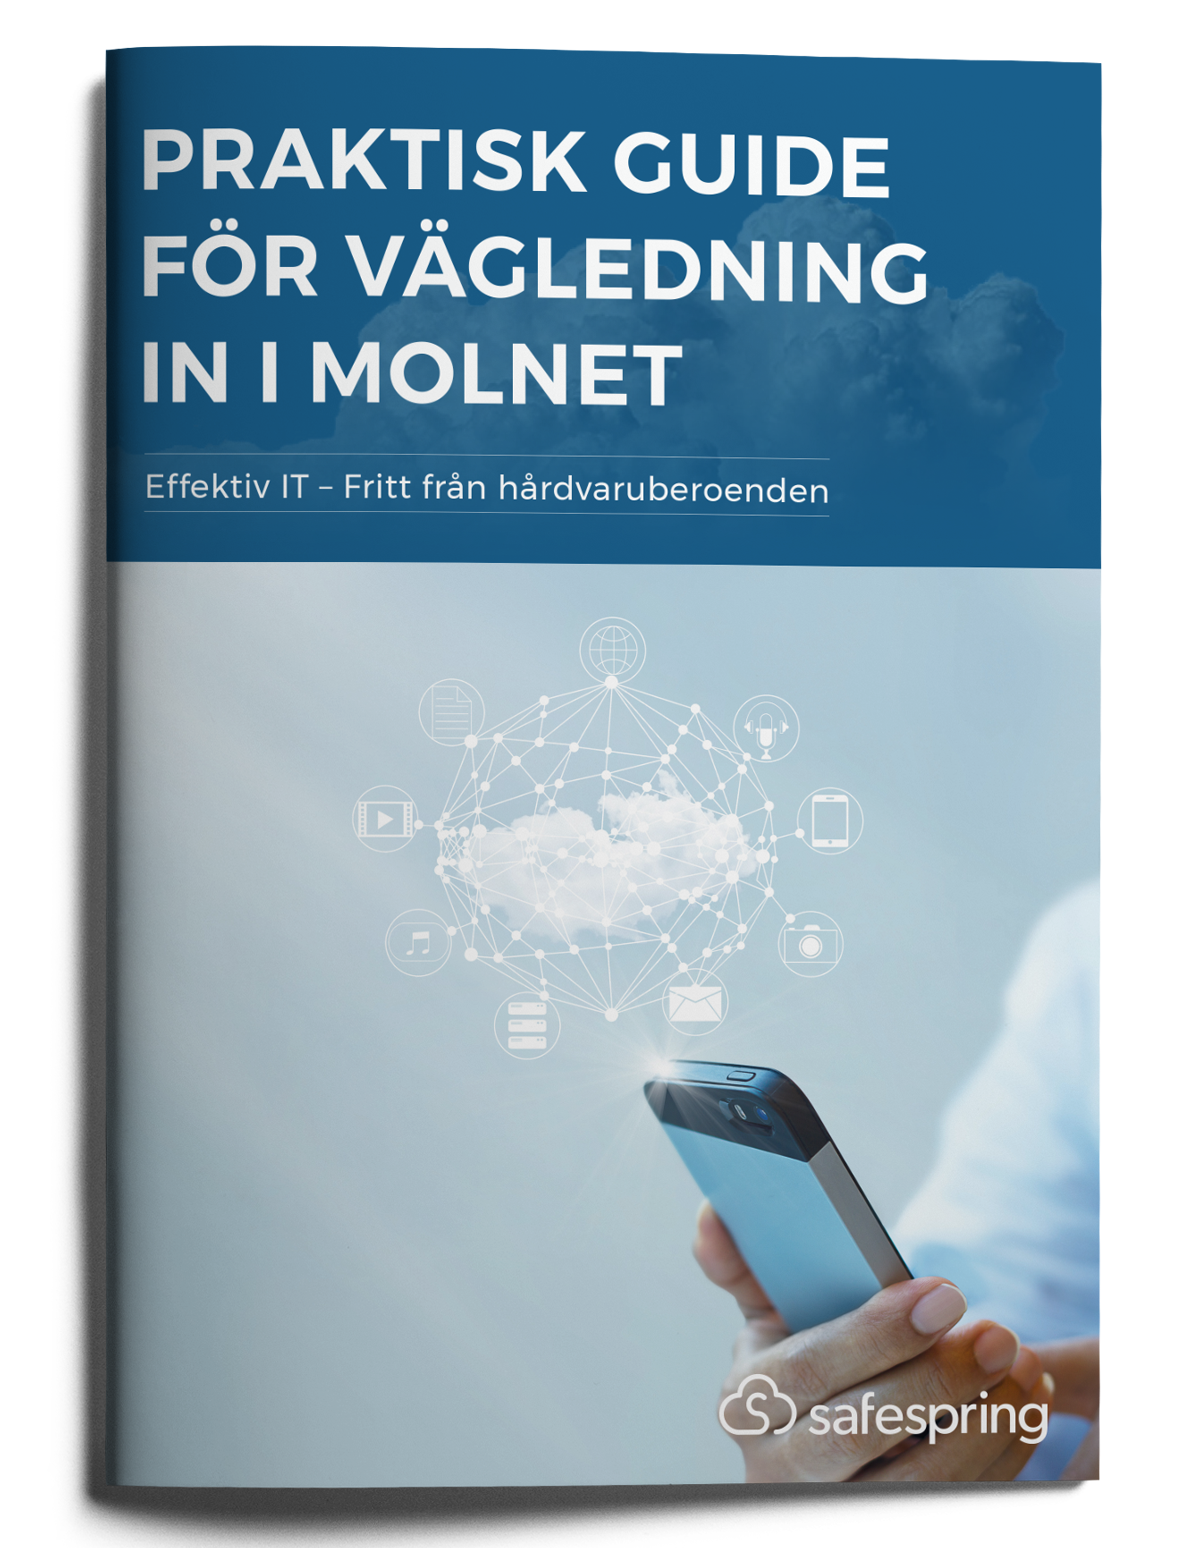 PRAKTISK GUIDE
FÖR VÄGLEDNING
IN I MOLNET
Effektiv IT – Fritt från hårdvaruberoenden
safespring